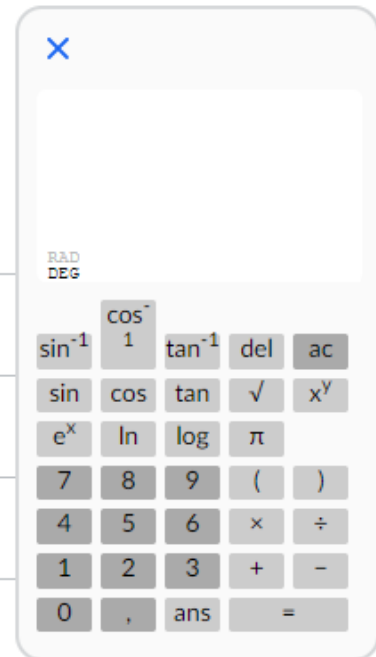 ×
RAD
DEG
sin⁻¹ cos⁻¹ tan⁻¹ del ac
sin cos tan √ xʸ
eˣ ln log π
7 8 9 ( )
4 5 6 × ÷
1 2 3 + −
0 , ans =